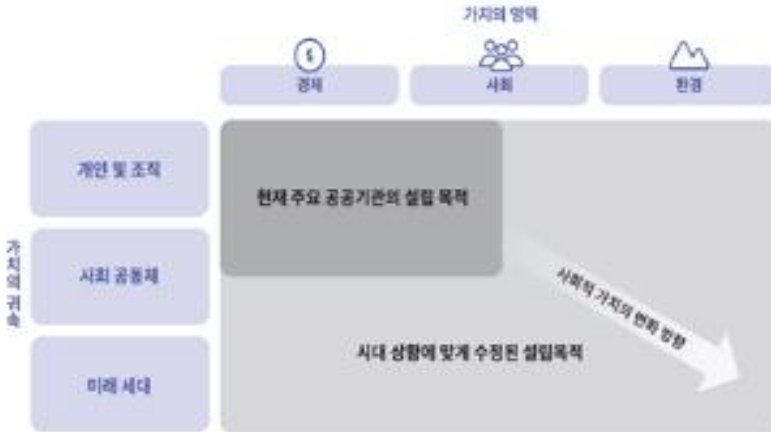 가치의 영역
경제
사회
환경
개인 및 조직
현재 주요 공공기관의 설립 목적
가치의 귀속
사회 공동체
사회적 가치의 변화 방향
시대 상황에 맞게 수정된 설립목적
미래 세대